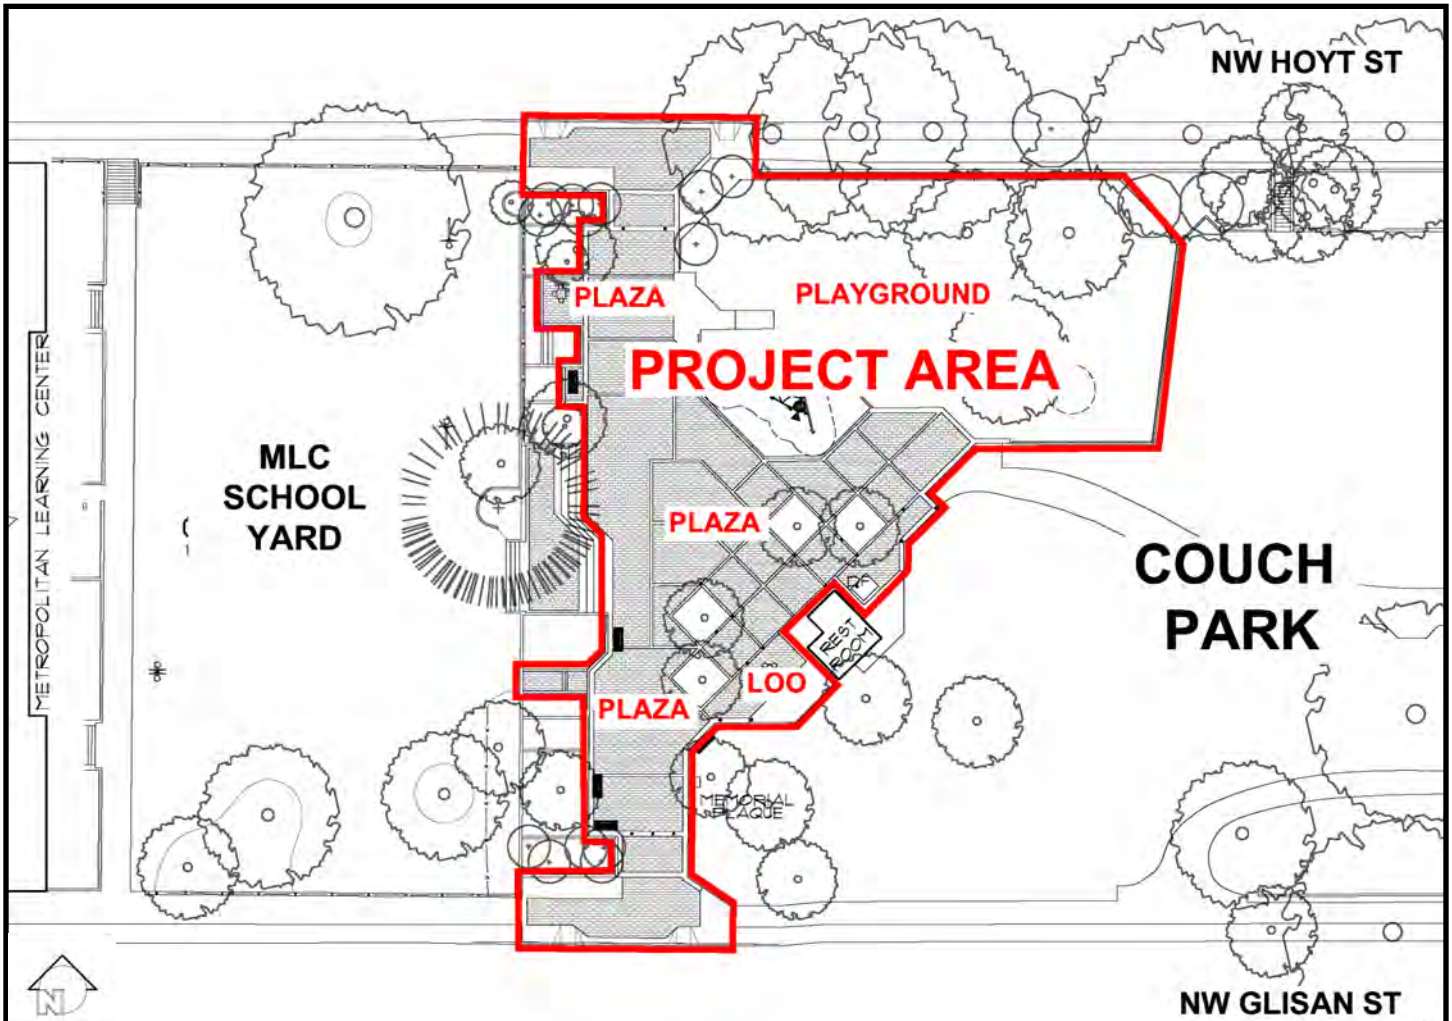 NW HOYT ST
PLAZA
PLAYGROUND
PROJECT AREA
METROPOLITAN LEARNING CENTER
MLC
SCHOOL
YARD
PLAZA
COUCH
PARK
DF
REST
ROOM
LOO
PLAZA
MEMORIAL
PLAQUE
N
NW GLISAN ST